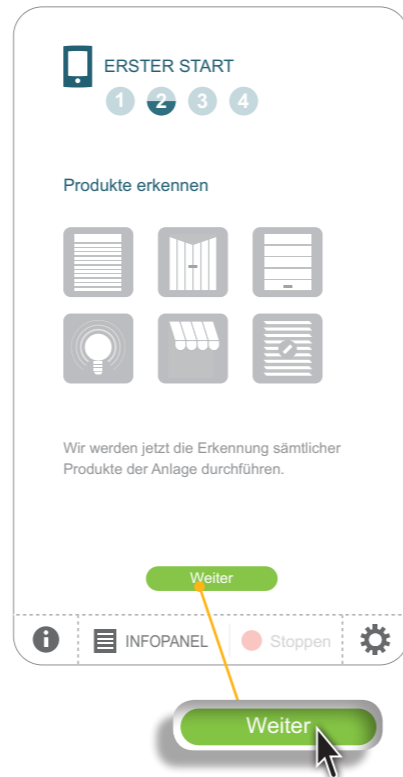 ERSTER START
1 2 3 4
Produkte erkennen
Wir werden jetzt die Erkennung sämtlicher
Produkte der Anlage durchführen.
Weiter
i INFOPANEL Stoppen
Weiter